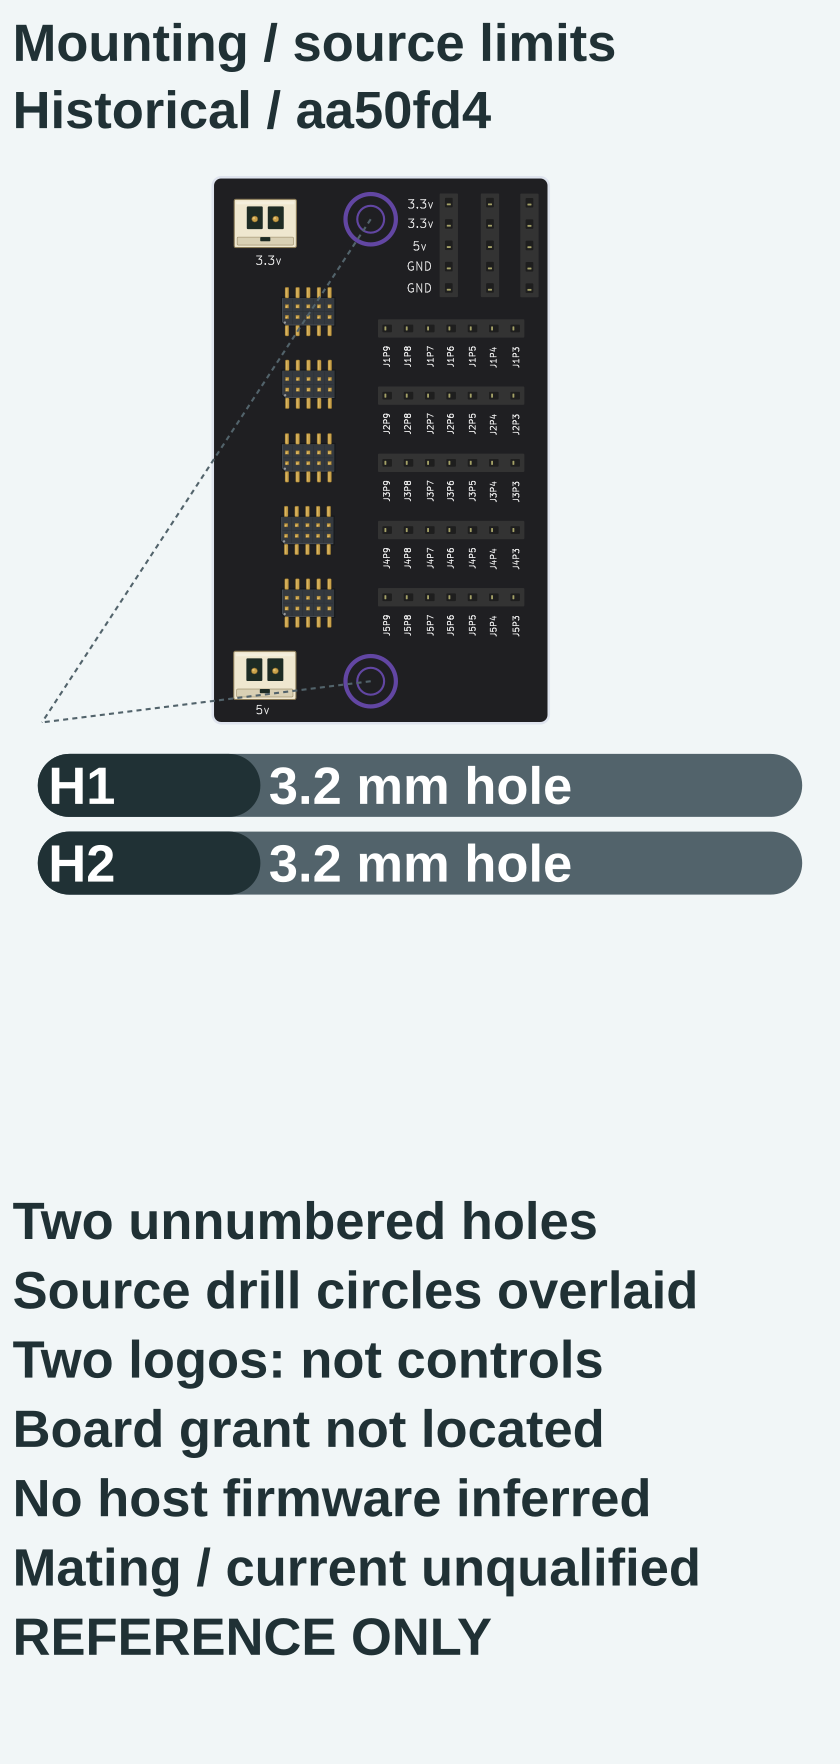 Mounting / source limits
Historical / aa50fd4
3.3v
3.3v
5v
GND
GND
3.3v
J1P9 J1P8 J1P7 J1P6 J1P5 J1P4 J1P3
J2P9 J2P8 J2P7 J2P6 J2P5 J2P4 J2P3
J3P9 J3P8 J3P7 J3P6 J3P5 J3P4 J3P3
J4P9 J4P8 J4P7 J4P6 J4P5 J4P4 J4P3
J5P9 J5P8 J5P7 J5P6 J5P5 J5P4 J5P3
5v
H1 3.2 mm hole
H2 3.2 mm hole
Two unnumbered holes
Source drill circles overlaid
Two logos: not controls
Board grant not located
No host firmware inferred
Mating / current unqualified
REFERENCE ONLY